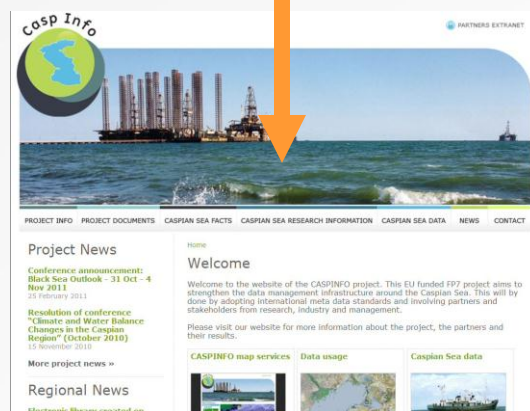 Casp Info
PARTNERS EXTRANET
PROJECT INFO PROJECT DOCUMENTS CASPIAN SEA FACTS CASPIAN SEA RESEARCH INFORMATION CASPIAN SEA DATA NEWS CONTACT
Project News
Conference announcement:
Black Sea Outlook - 31 Oct - 4
Nov 2011
25 February 2011
Resolution of conference
"Climate and Water Balance
Changes in the Caspian
Region" (October 2010)
15 November 2010
More project news »
Regional News
Electronic library created on
Home
Welcome
Welcome to the website of the CASPINFO project. This EU funded FP7 project aims to
strengthen the data management infrastructure around the Caspian Sea. This will by
done by adopting international meta data standards and involving partners and
stakeholders from research, industry and management.
Please visit our website for more information about the project, the partners and
their results.
CASPINFO map services
Data usage
Caspian Sea data